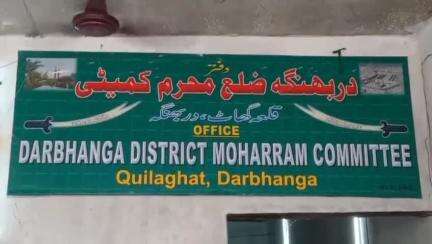 دفتر
دربھنگہ ضلع محرم کمیٹی
قلعہ گھاٹ، دربھنگہ
OFFICE
DARBHANGA DISTRICT MOHARRAM COMMITTEE
Quilaghat, Darbhanga